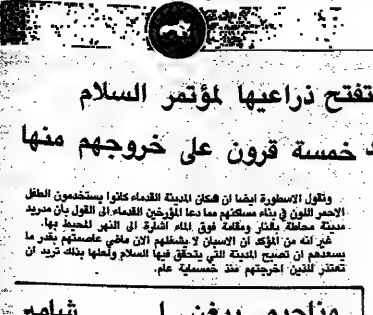 تفتح ذراعيها لمؤتمر السلام
خمسة قرون على خروجهم منها
وتقول الاسطورة ايضا ان سكان المدينة القدماء كانوا يستخدمون الطفل
الاحمر اللون في بناء مساكنهم مما دعا المؤرخين القدماء الى القول بأن مدريد
مدينة محاطة بالنار ومقامة فوق الماء اشارة الى النهر المحيط بها.
غير انه من المؤكد ان الاسبان لا يشغلهم الان ماضي عاصمتهم بقدر ما
يسعدهم ان تصبح المدينة التي يتحقق فيها السلام ولعلها بذلك تريد ان
تعتذر للذين اخرجتهم منذ خمسماية عام.